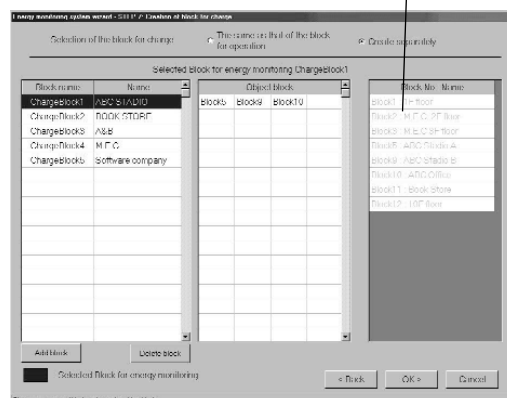 Energy monitoring system wizard - STEP 7: Creation of block for charge
Selection of the block for charge
The same as that of the block for operation
Create separately
Selected Block for energy monitoring ChargeBlock1
Block name Name Object block Block No. Name
ChargeBlock1 ABC STADIO Block5 Block9 Block10 Block1 : 1F floor
ChargeBlock2 BOOK STORE Block2 : M.E.C. 2F floor
ChargeBlock3 A&B Block3 : M.E.C 3F floor
ChargeBlock4 M.E.C Block5 : ABC Studio A
ChargeBlock5 Software company Block9 : ABC Studio B
Block10 : ABC Office
Block11 : Book Store
Block12 : 10F floor
Add block Delete block
Selected Block for energy monitoring
< Back OK > Cancel